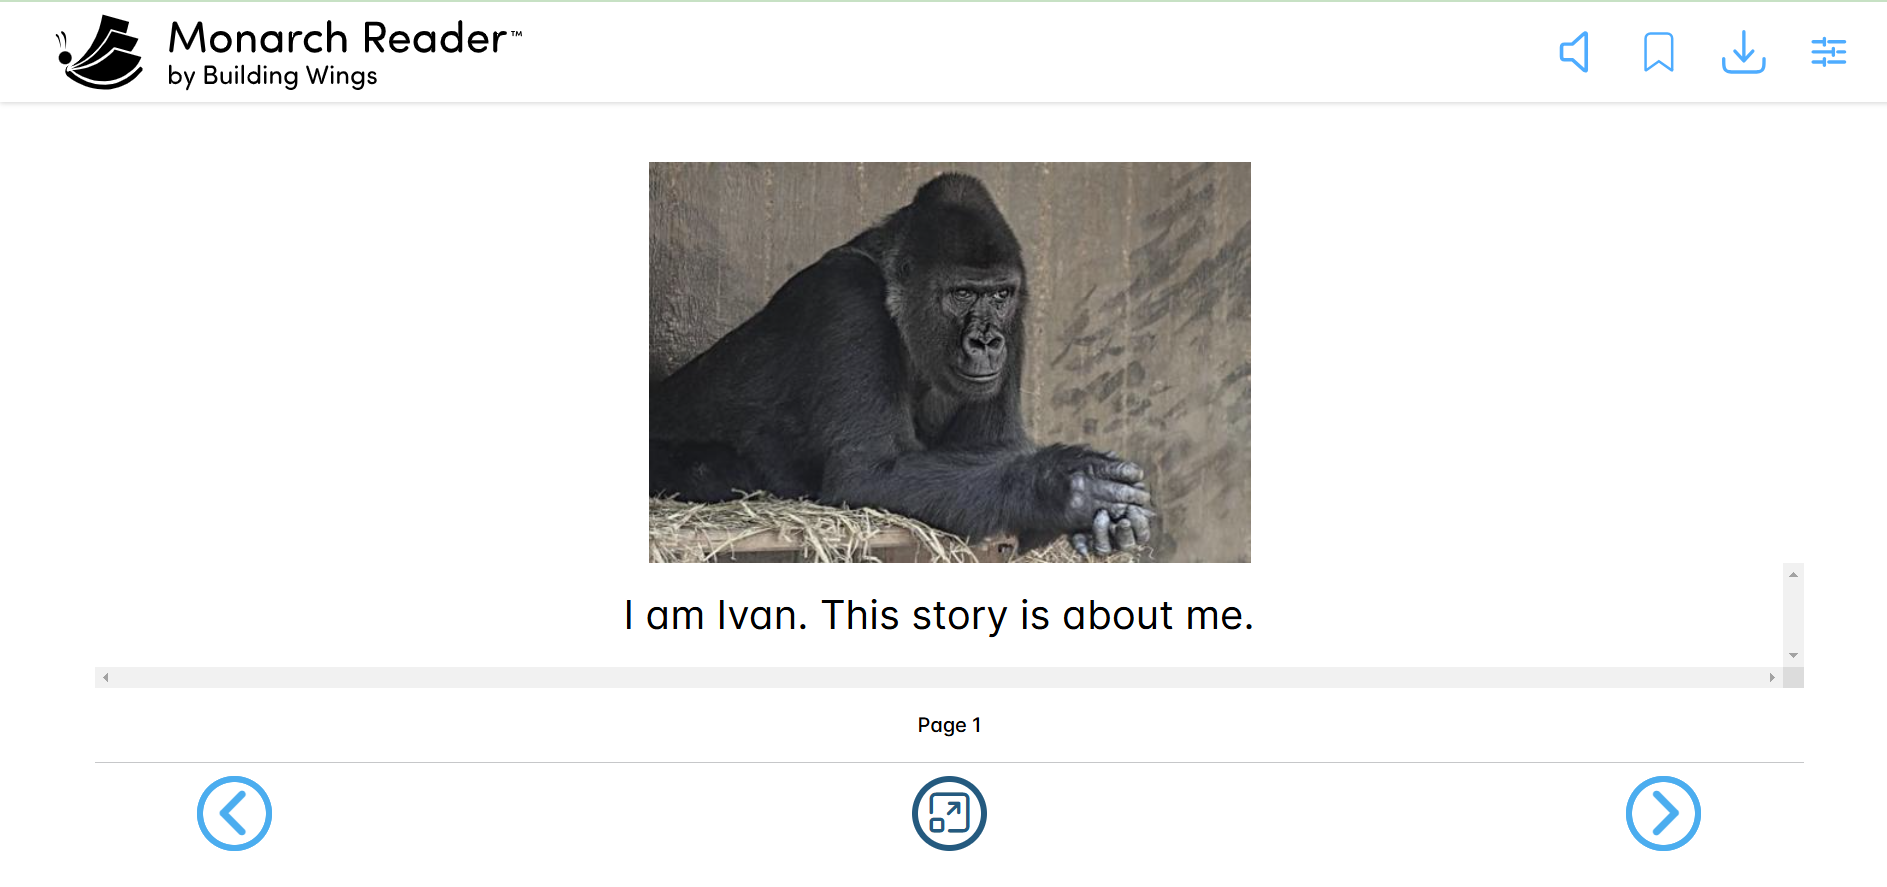 Monarch Reader™
by Building Wings
I am Ivan. This story is about me.
Page 1